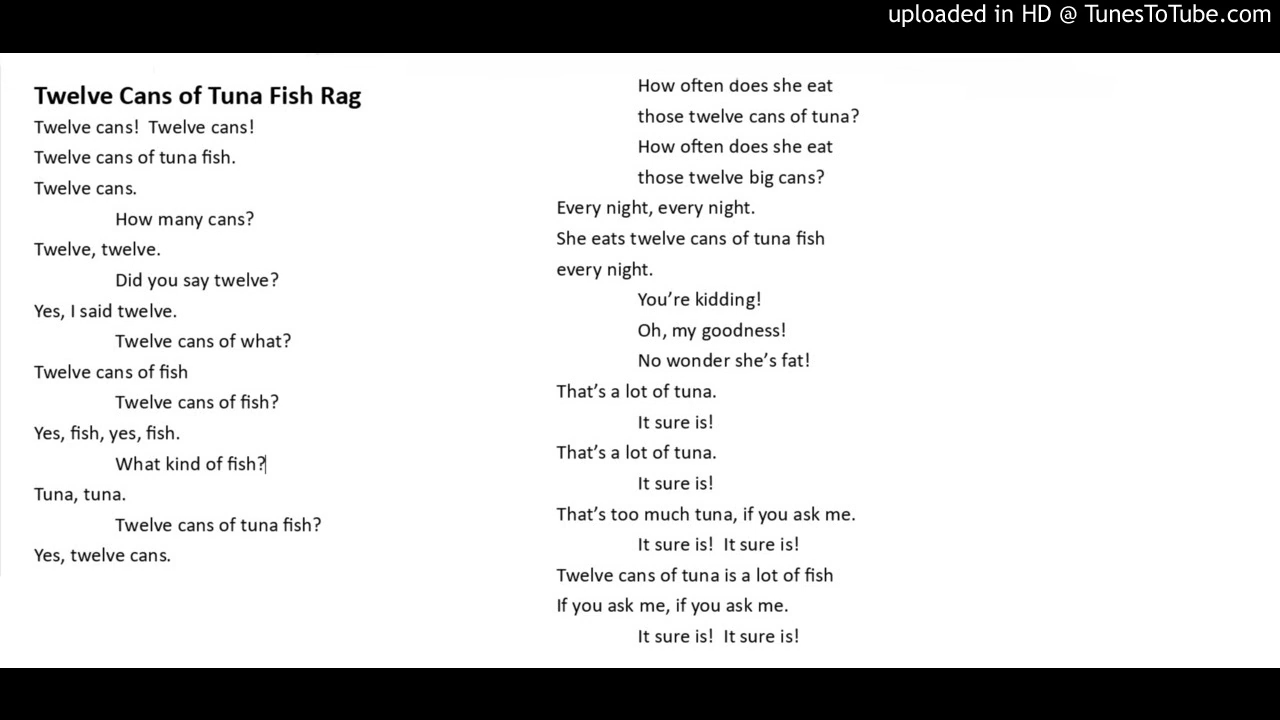 uploaded in HD @ TunesToTube.com
Twelve Cans of Tuna Fish Rag
Twelve cans!  Twelve cans!
Twelve cans of tuna fish.
Twelve cans.
How many cans?
Twelve, twelve.
Did you say twelve?
Yes, I said twelve.
Twelve cans of what?
Twelve cans of fish
Twelve cans of fish?
Yes, fish, yes, fish.
What kind of fish?
Tuna, tuna.
Twelve cans of tuna fish?
Yes, twelve cans.
How often does she eat
those twelve cans of tuna?
How often does she eat
those twelve big cans?
Every night, every night.
She eats twelve cans of tuna fish
every night.
You’re kidding!
Oh, my goodness!
No wonder she’s fat!
That’s a lot of tuna.
It sure is!
That’s a lot of tuna.
It sure is!
That’s too much tuna, if you ask me.
It sure is!  It sure is!
Twelve cans of tuna is a lot of fish
If you ask me, if you ask me.
It sure is!  It sure is!